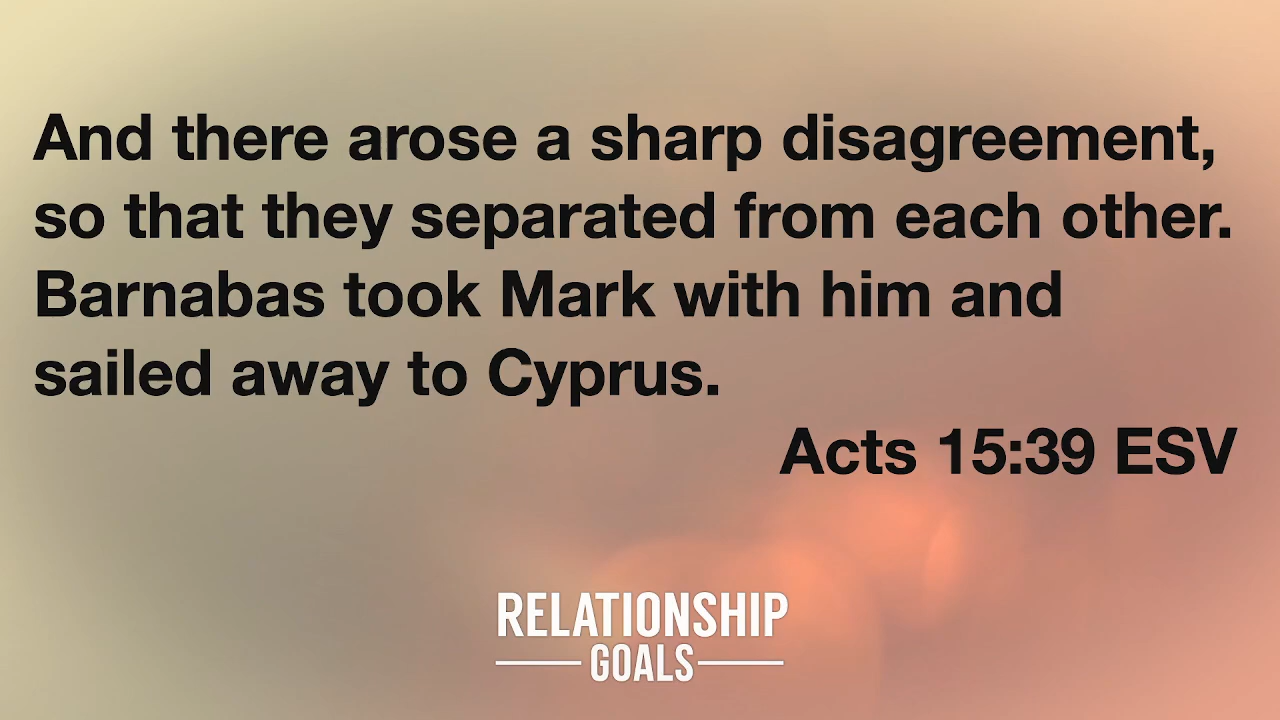 And there arose a sharp disagreement,
so that they separated from each other.
Barnabas took Mark with him and
sailed away to Cyprus.
Acts 15:39 ESV
RELATIONSHIP
GOALS